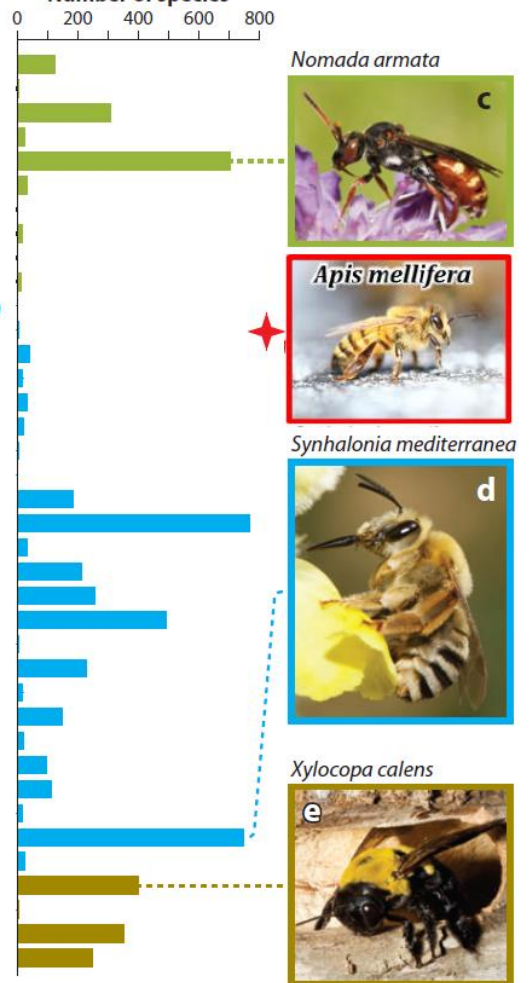 Number of species
0 200 400 600 800
Nomada armata
c
Apis mellifera
Synhalonia mediterranea
d
Xylocopa calens
e